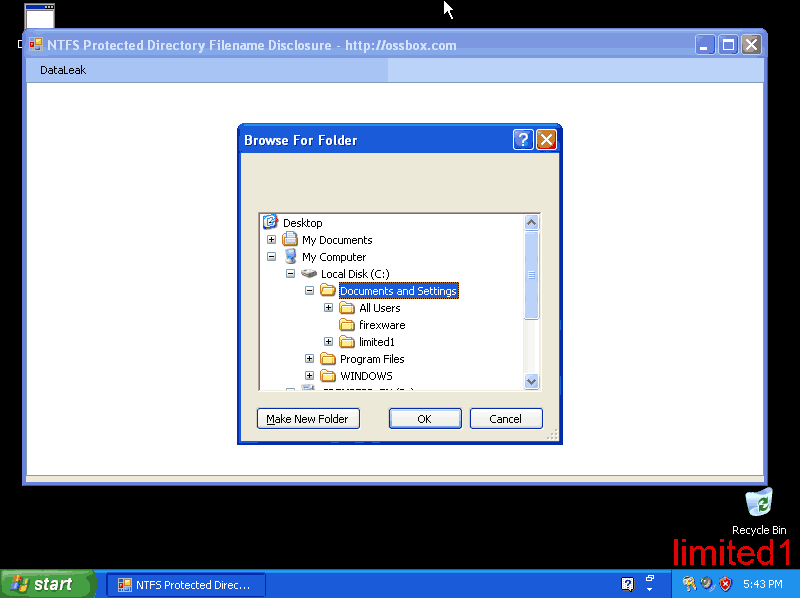 NTFS Protected Directory Filename Disclosure - http://ossbox.com
DataLeak
Browse For Folder
Desktop
My Documents
My Computer
Local Disk (C:)
Documents and Settings
All Users
firexware
limited1
Program Files
WINDOWS
Make New Folder
OK
Cancel
Recycle Bin
limited1
start
NTFS Protected Direc...
5:43 PM